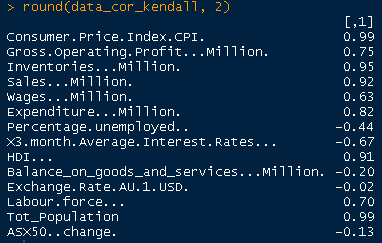 > round(data_cor_kendall, 2)
[,1]
Consumer.Price.Index.CPI. 0.99
Gross.Operating.Profit...Million. 0.75
Inventories...Million. 0.95
Sales...Million. 0.92
Wages...Million. 0.63
Expenditure...Million. 0.82
Percentage.unemployed.. -0.44
X3.month.Average.Interest.Rates... -0.67
HDI... 0.91
Balance_on_goods_and_services...Million. -0.20
Exchange.Rate.AU.1.USD. -0.02
Labour.force... 0.70
Tot_Population 0.99
ASX50..change. -0.13